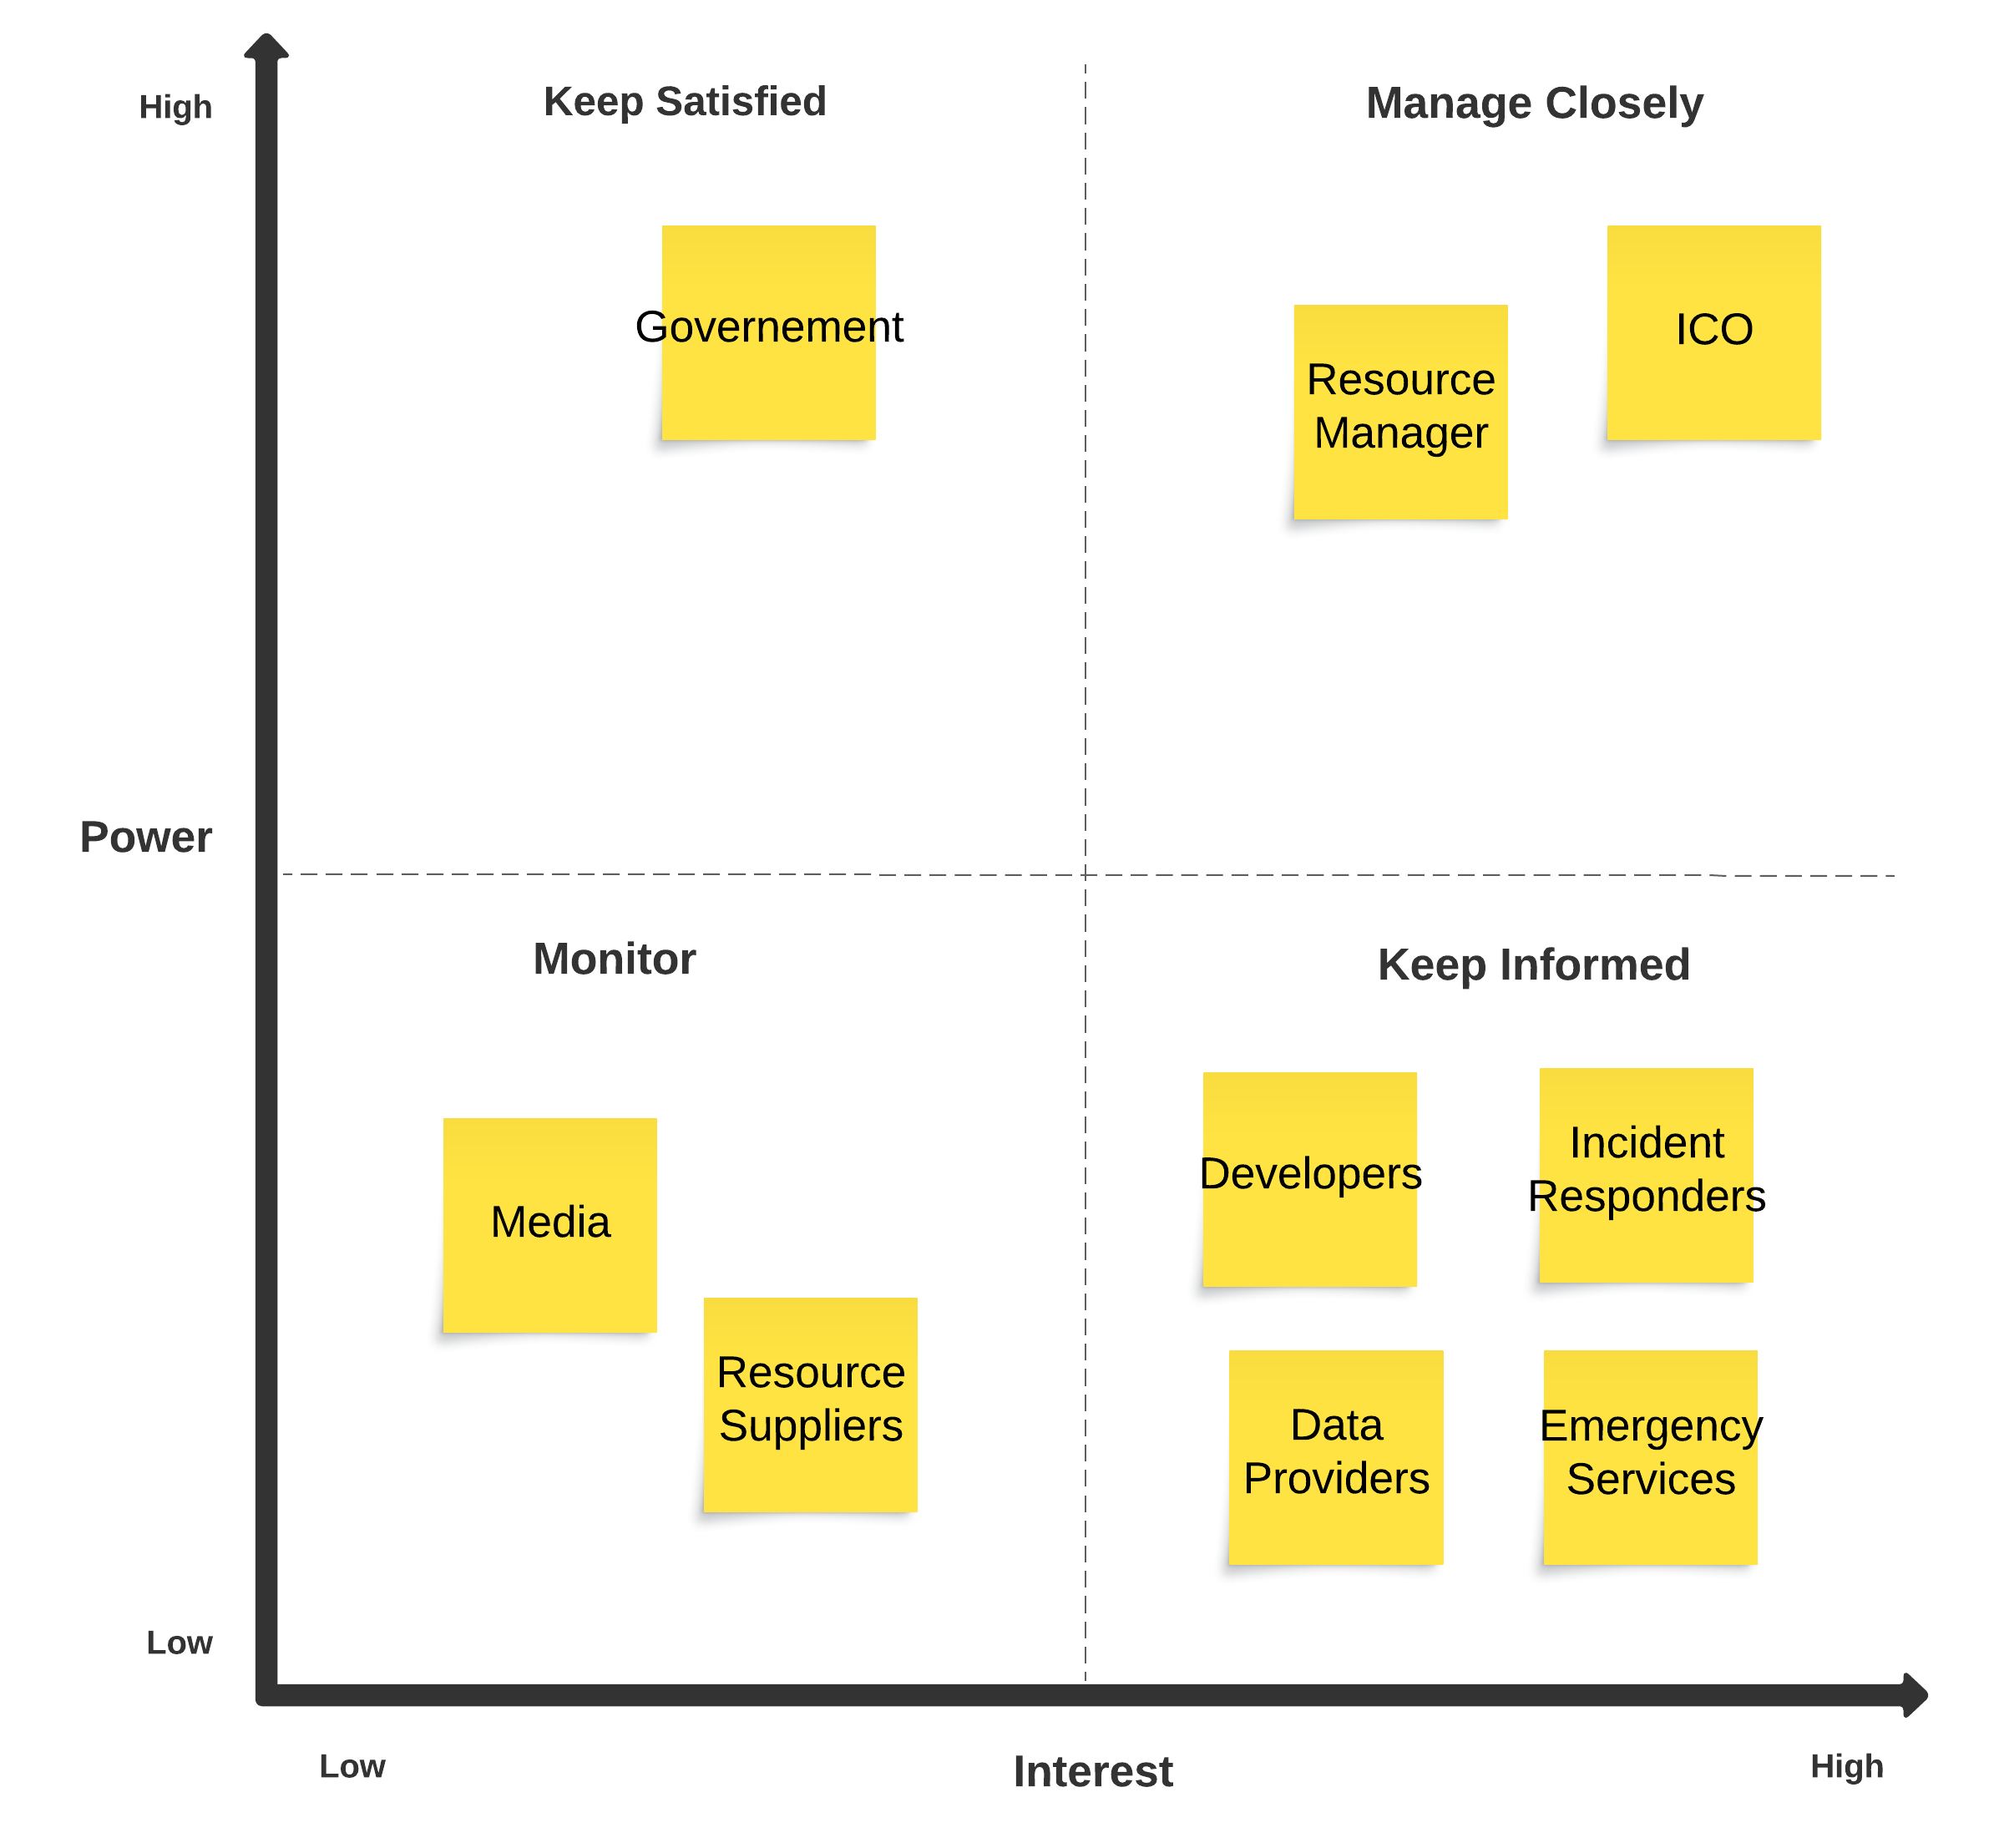 High
Keep Satisfied
Manage Closely
Governement
ICO
Resource
Manager
Power
Monitor
Keep Informed
Media
Resource
Suppliers
Developers
Incident
Responders
Data
Providers
Emergency
Services
Low
Low
Interest
High